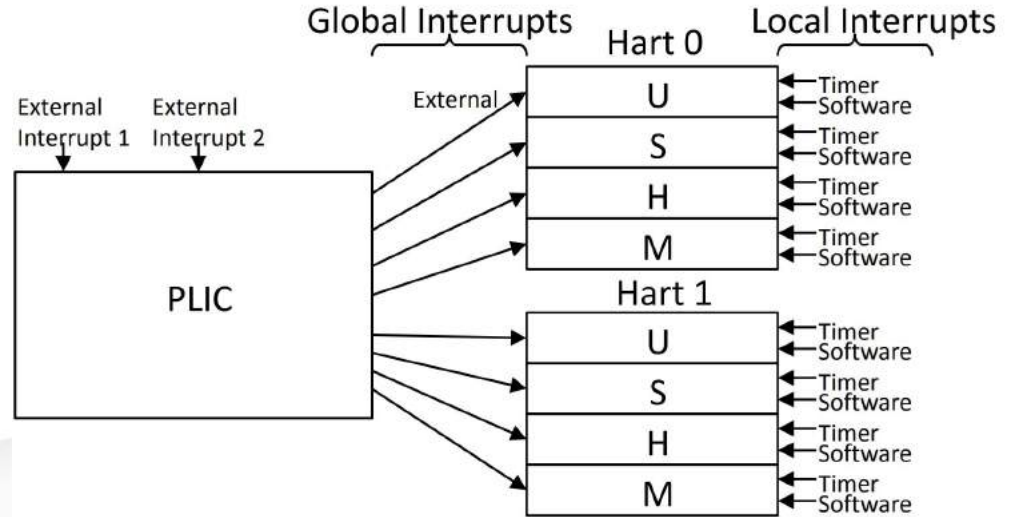 Global Interrupts
Local Interrupts
Hart 0
External
Interrupt 1
External
Interrupt 2
PLIC
External
U
Timer
Software
S
Timer
Software
H
Timer
Software
M
Timer
Software
Hart 1
U
Timer
Software
S
Timer
Software
H
Timer
Software
M
Timer
Software